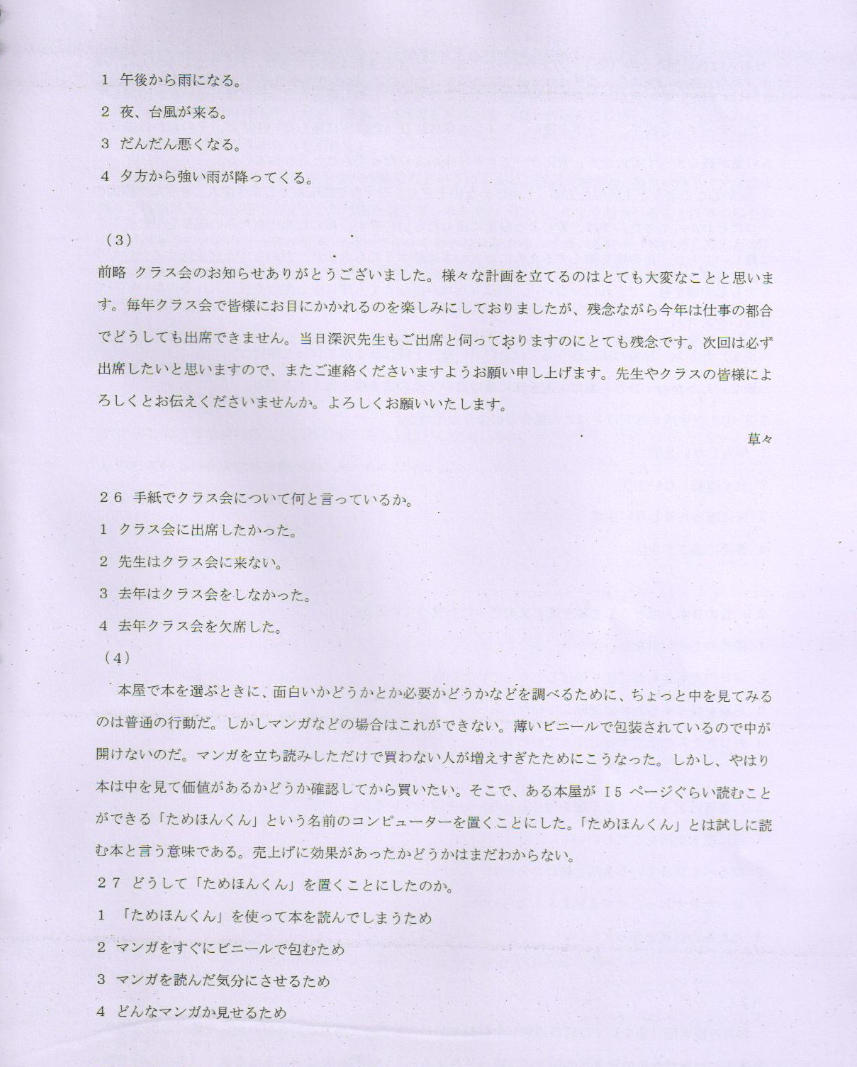 1 午後から雨になる。
2 夜、台風が来る。
3 だんだん悪くなる。
4 夕方から強い雨が降ってくる。
（3）
前略 クラス会のお知らせありがとうございました。様々な計画を立てるのはとても大変なことと思いま
す。毎年クラス会で皆様にお目にかかれるのを楽しみにしておりましたが、残念ながら今年は仕事の都合
でどうしても出席できません。当日深沢先生もご出席と伺っておりますのにとても残念です。次回は必ず
出席したいと思いますので、またご連絡くださいますようお願い申し上げます。先生やクラスの皆様によ
ろしくとお伝えくださいませんか。よろしくお願いいたします。
草々
２６ 手紙でクラス会について何と言っているか。
1 クラス会に出席したかった。
2 先生はクラス会に来ない。
3 去年はクラス会をしなかった。
4 去年クラス会を欠席した。
（4）
本屋で本を選ぶときに、面白いかどうかとか必要かどうかなどを調べるために、ちょっと中を見てみる
のは普通の行動だ。しかしマンガなどの場合はこれができない。薄いビニールで包装されているので中が
開けないのだ。マンガを立ち読みしただけで買わない人が増えすぎたためにこうなった。しかし、やはり
本は中を見て価値があるかどうか確認してから買いたい。そこで、ある本屋が 15 ページぐらい読むこと
ができる「ためほんくん」という名前のコンピューターを置くことにした。「ためほんくん」とは試しに読
む本と言う意味である。売上げに効果があったかどうかはまだわからない。
２７ どうして「ためほんくん」を置くことにしたのか。
1 「ためほんくん」を使って本を読んでしまうため
2 マンガをすぐにビニールで包むため
3 マンガを読んだ気分にさせるため
4 どんなマンガか見せるため